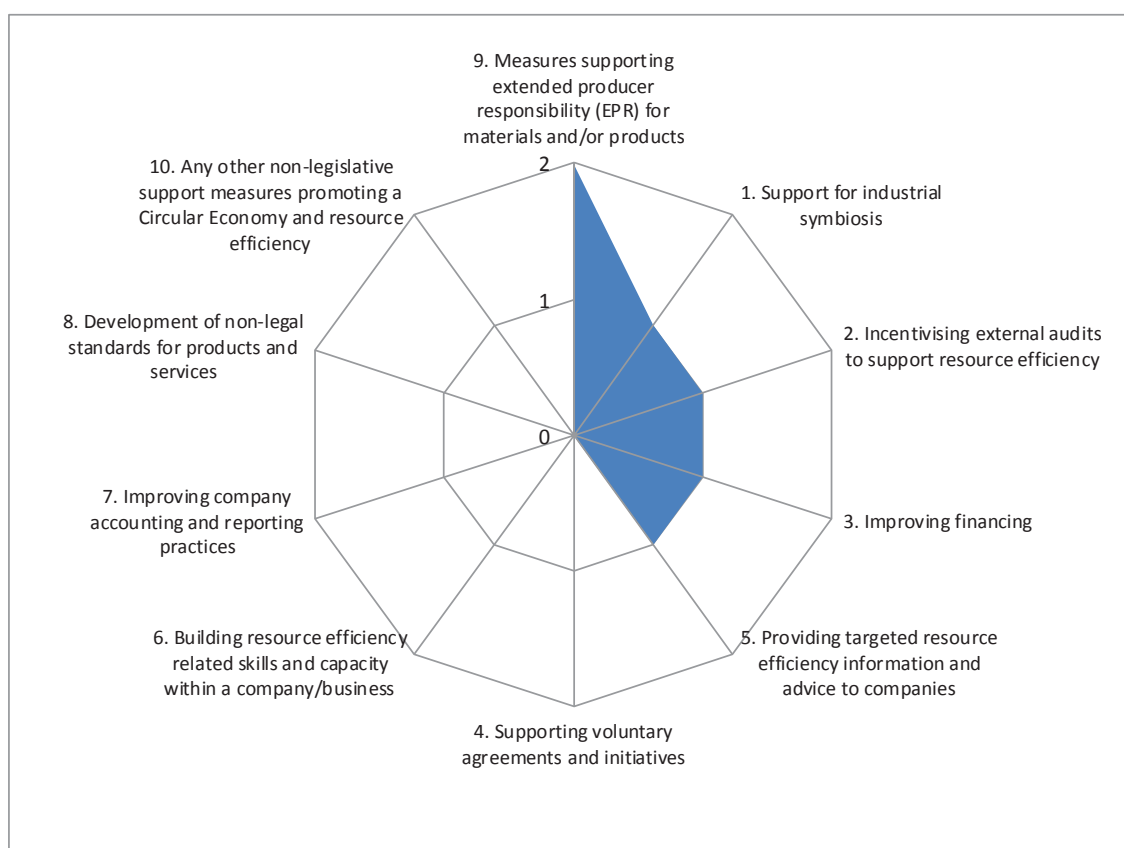 9. Measures supporting
extended producer
responsibility (EPR) for
materials and/or products
10. Any other non-legislative
support measures promoting a
Circular Economy and resource
efficiency
2
1. Support for industrial
symbiosis
1
8. Development of non-legal
standards for products and
services
2. Incentivising external audits
to support resource efficiency
0
7. Improving company
accounting and reporting
practices
3. Improving financing
6. Building resource efficiency
related skills and capacity
within a company/business
5. Providing targeted resource
efficiency information and
advice to companies
4. Supporting voluntary
agreements and initiatives